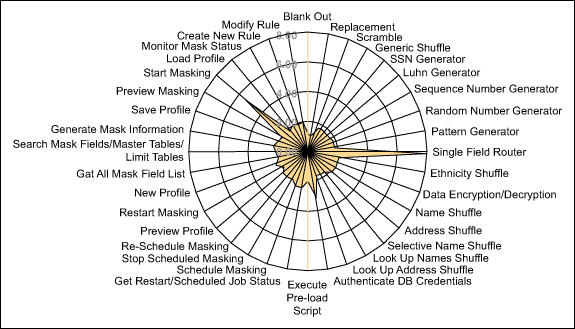 Blank Out
Replacement
Scramble
Generic Shuffle
SSN Generator
Luhn Generator
Sequence Number Generator
Random Number Generator
Pattern Generator
Single Field Router
Ethnicity Shuffle
Data Encryption/Decryption
Name Shuffle
Address Shuffle
Selective Name Shuffle
Look Up Names Shuffle
Look Up Address Shuffle
Authenticate DB Credentials
Execute
Pre-load
Script
Get Restart/Scheduled Job Status
Schedule Masking
Stop Scheduled Masking
Re-Schedule Masking
Preview Profile
Restart Masking
New Profile
Gat All Mask Field List
Search Mask Fields/Master Tables/
Limit Tables
Generate Mask Information
Save Profile
Preview Masking
Start Masking
Load Profile
Monitor Mask Status
Create New Rule
Modify Rule
8.00
6.00
4.00